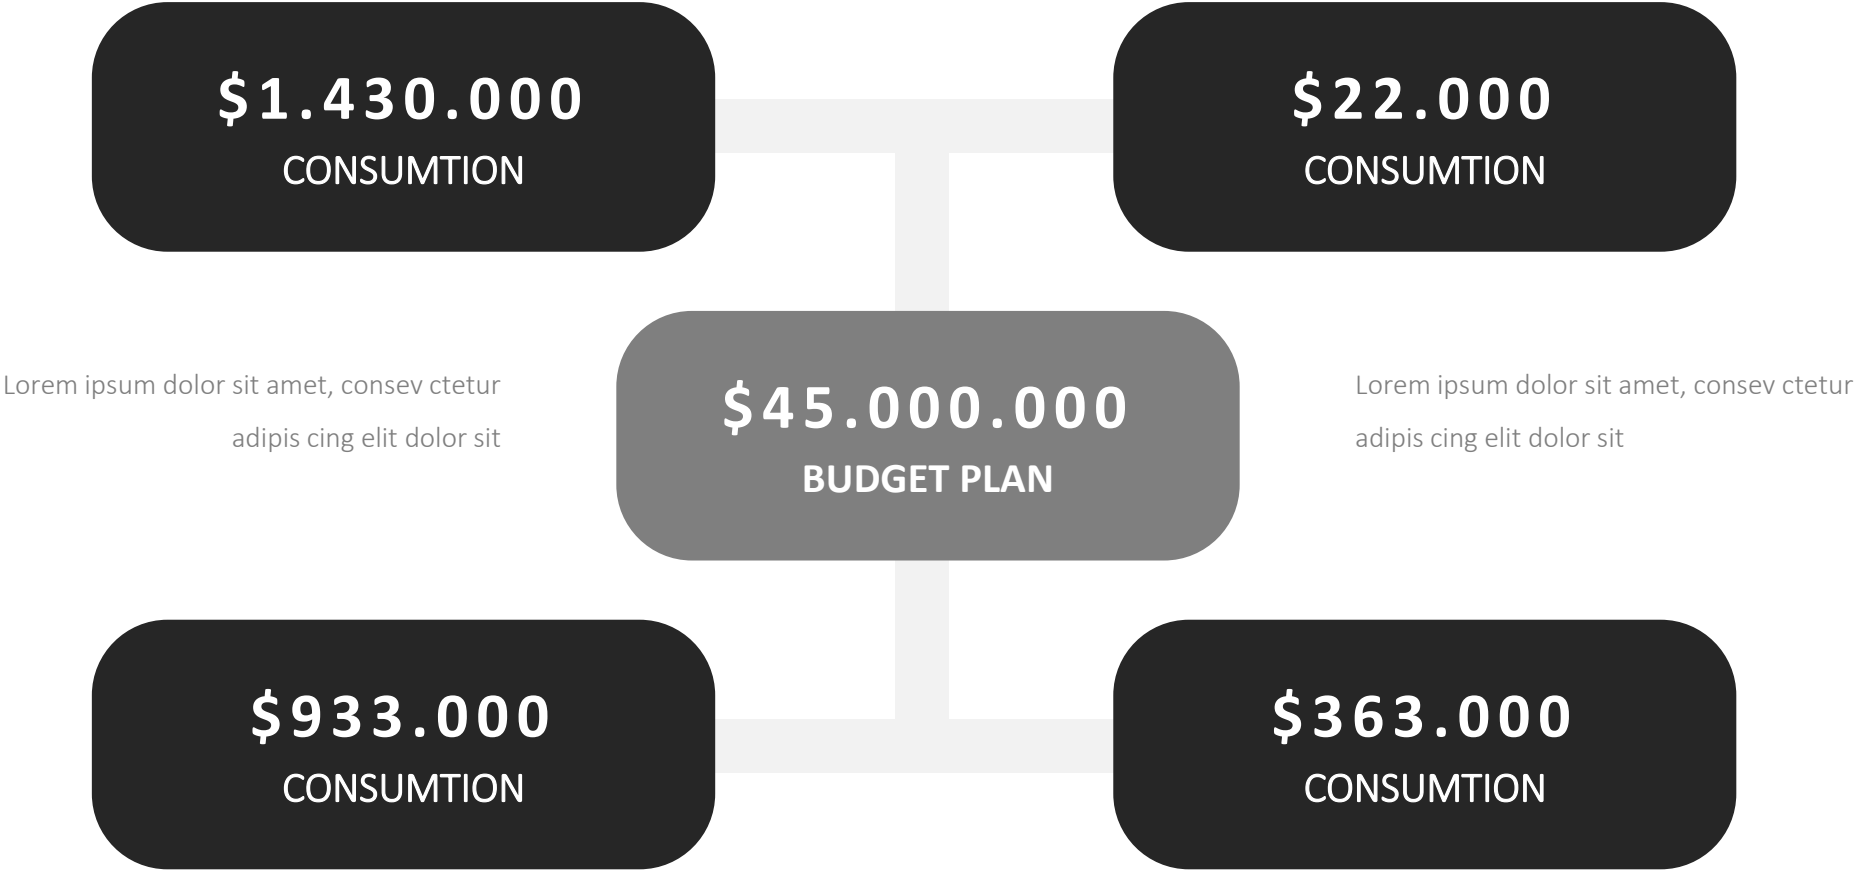 $1.430.000
CONSUMTION
$22.000
CONSUMTION
Lorem ipsum dolor sit amet, consev ctetur
adipis cing elit dolor sit
$45.000.000
BUDGET PLAN
Lorem ipsum dolor sit amet, consev ctetur
adipis cing elit dolor sit
$933.000
CONSUMTION
$363.000
CONSUMTION